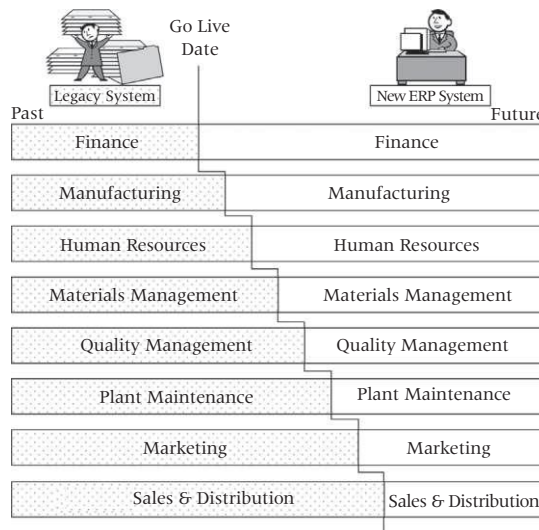 Go Live
Date
Legacy System
New ERP System
Past
Future
Finance
Finance
Manufacturing
Manufacturing
Human Resources
Human Resources
Materials Management
Materials Management
Quality Management
Quality Management
Plant Maintenance
Plant Maintenance
Marketing
Marketing
Sales & Distribution
Sales & Distribution